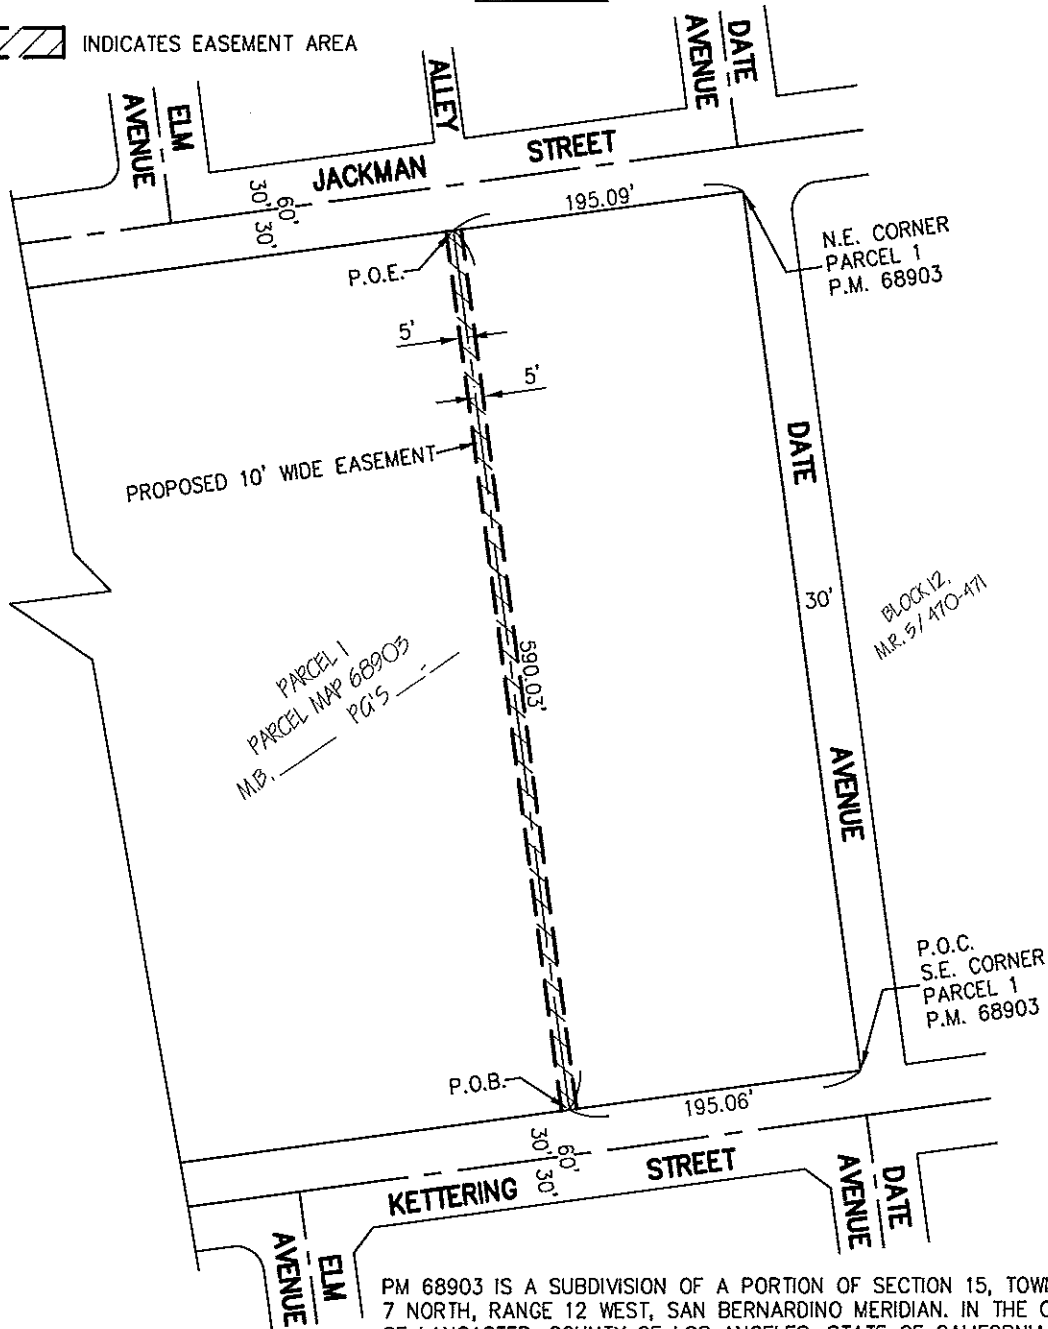 INDICATES EASEMENT AREA
ELM
AVENUE
ALLEY
DATE
AVENUE
JACKMAN STREET
30'
60'
30'
195.09'
N.E. CORNER
PARCEL 1
P.M. 68903
P.O.E.
5'
5'
PROPOSED 10' WIDE EASEMENT
DATE AVENUE
30'
BLOCK 12,
M.R. 5/470-471
PARCEL 1
PARCEL MAP 68903
M.B. ____ PG'S ___-___
590.03'
P.O.C.
S.E. CORNER
PARCEL 1
P.M. 68903
P.O.B.
195.06'
30'
60'
30'
KETTERING STREET
DATE
AVENUE
ELM
AVENUE
PM 68903 IS A SUBDIVISION OF A PORTION OF SECTION 15,
7 NORTH, RANGE 12 WEST, SAN BERNARDINO MERIDIAN. IN THE